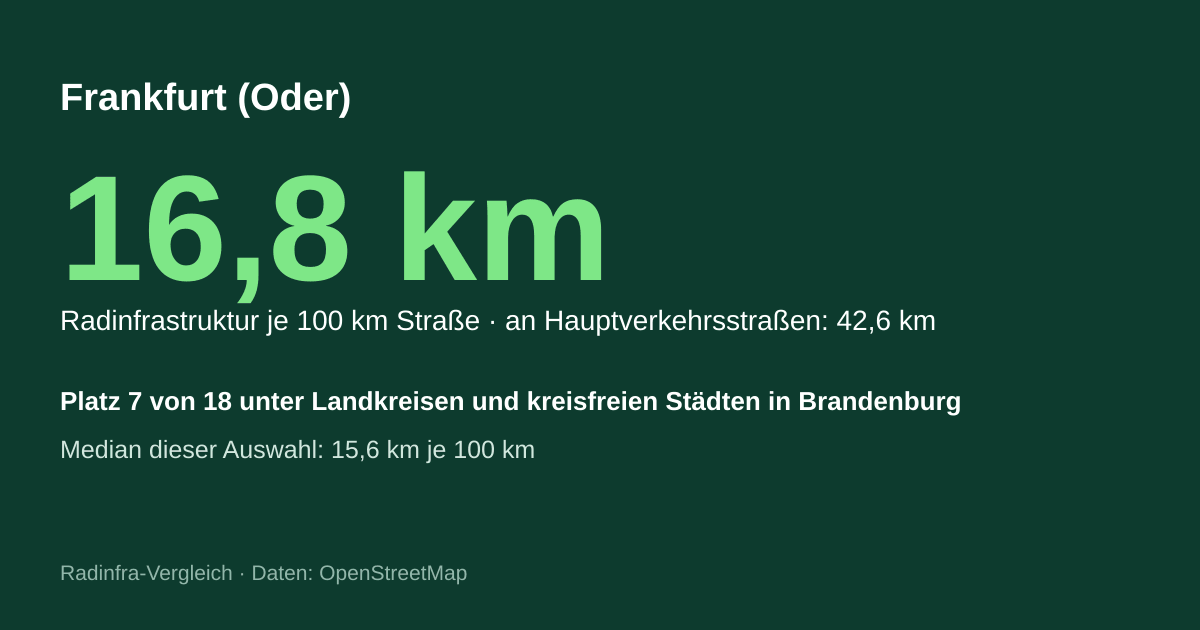 Frankfurt (Oder)
16,8 km
Radinfrastruktur je 100 km Straße · an Hauptverkehrsstraßen: 42,6 km
Platz 7 von 18 unter Landkreisen und kreisfreien Städten in Brandenburg
Median dieser Auswahl: 15,6 km je 100 km
Radinfra-Vergleich · Daten: OpenStreetMap